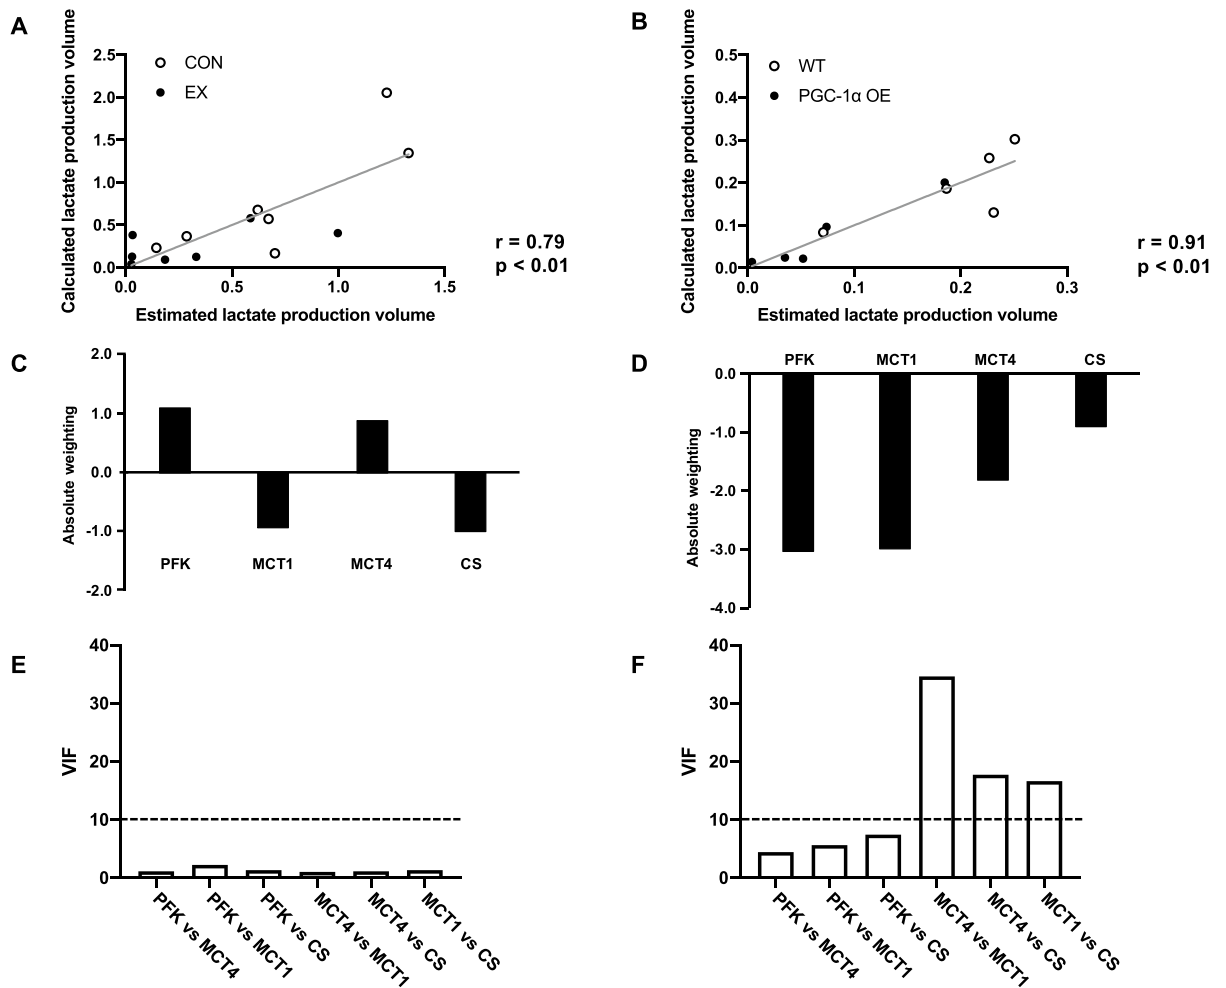 A
Calculated lactate production volume
2.5
2.0
1.5
1.0
0.5
0.0
CON
EX
0.0
0.5
1.0
1.5
Estimated lactate production volume
r = 0.79
p < 0.01
B
Calculated lactate production volume
0.5
0.4
0.3
0.2
0.1
0.0
WT
PGC-1α OE
0.0
0.1
0.2
0.3
Estimated lactate production volume
r = 0.91
p < 0.01
C
Absolute weighting
2.0
1.0
0.0
-1.0
-2.0
PFK
MCT1
MCT4
CS
D
Absolute weighting
PFK
MCT1
MCT4
CS
0.0
-1.0
-2.0
-3.0
-4.0
E
VIF
40
30
20
10
0
PFK vs MCT4
PFK vs MCT1
PFK vs CS
MCT4 vs MCT1
MCT4 vs CS
MCT1 vs CS
F
VIF
40
30
20
10
0
PFK vs MCT4
PFK vs MCT1
PFK vs CS
MCT4 vs MCT1
MCT4 vs CS
MCT1 vs CS